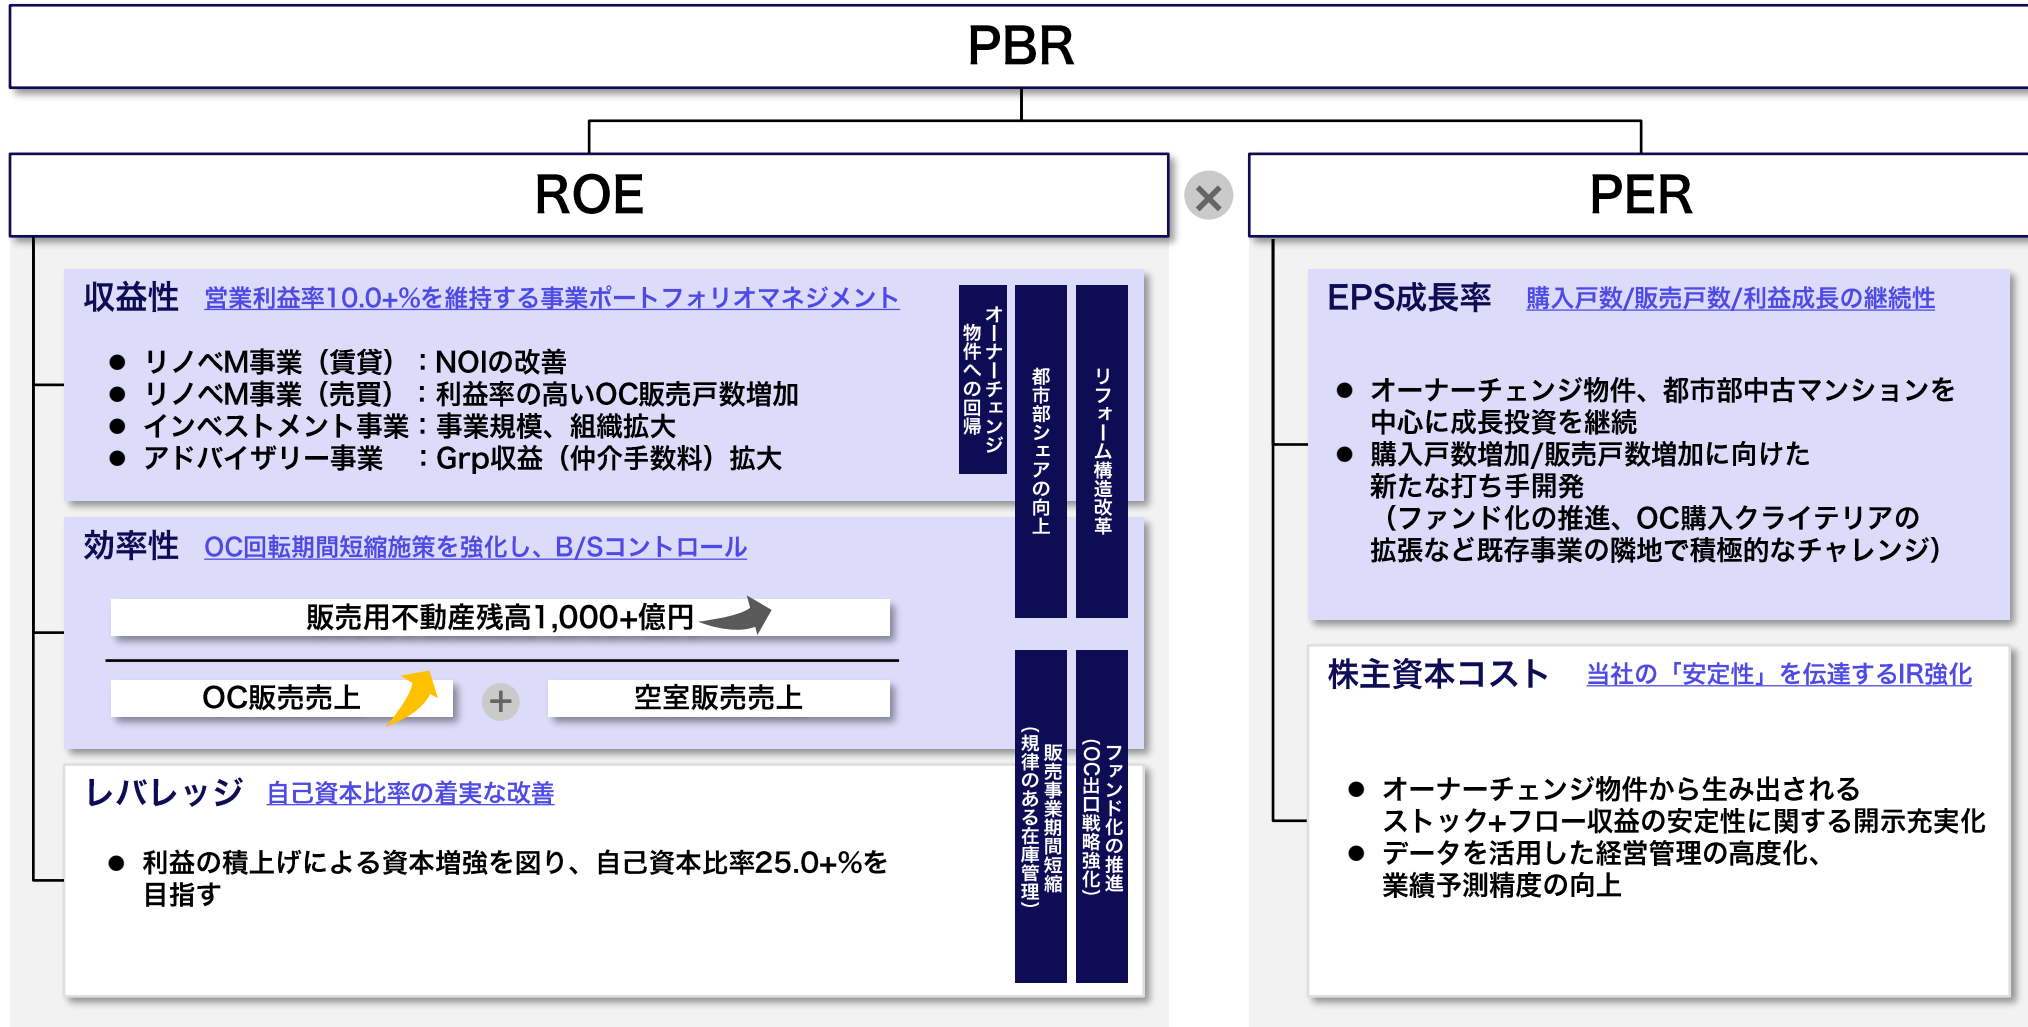 PBR
ROE
×
PER
収益性 営業利益率10.0+%を維持する事業ポートフォリオマネジメント
● リノベM事業（賃貸）：NOIの改善
● リノベM事業（売買）：利益率の高いOC販売戸数増加
● インベストメント事業：事業規模、組織拡大
● アドバイザリー事業　：Grp収益（仲介手数料）拡大
オーナーチェンジ
物件への回帰
都市部シェアの向上
リフォーム構造改革
効率性 OC回転期間短縮施策を強化し、B/Sコントロール
販売用不動産残高1,000+億円
OC販売売上
+
空室販売売上
販売事業期間短縮
(規律のある在庫管理)
ファンド化の推進
(OC出口戦略強化)
レバレッジ 自己資本比率の着実な改善
● 利益の積上げによる資本増強を図り、自己資本比率25.0+%を
目指す
EPS成長率 購入戸数/販売戸数/利益成長の継続性
● オーナーチェンジ物件、都市部中古マンションを
中心に成長投資を継続
● 購入戸数増加/販売戸数増加に向けた
新たな打ち手開発
（ファンド化の推進、OC購入クライテリアの
拡張など既存事業の隣地で積極的なチャレンジ）
株主資本コスト 当社の「安定性」を伝達するIR強化
● オーナーチェンジ物件から生み出される
ストック+フロー収益の安定性に関する開示充実化
● データを活用した経営管理の高度化、
業績予測精度の向上